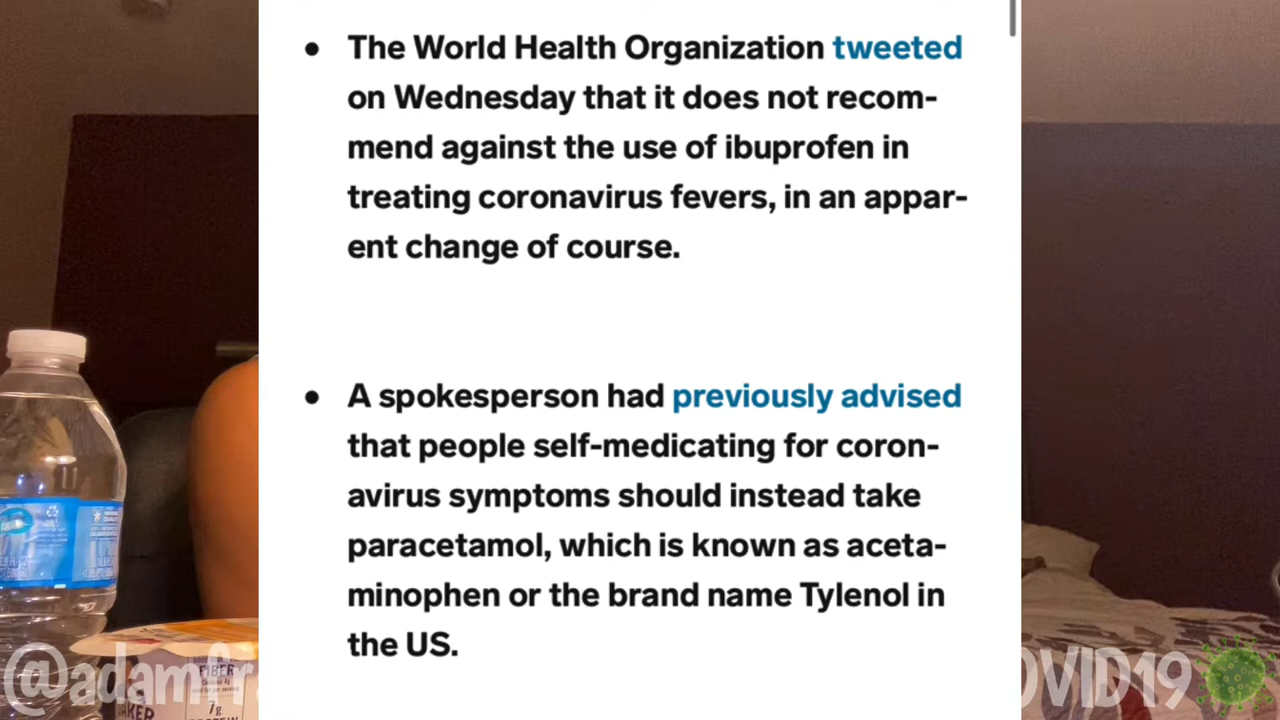 • The World Health Organization tweeted
on Wednesday that it does not recom-
mend against the use of ibuprofen in
treating coronavirus fevers, in an appar-
ent change of course.
• A spokesperson had previously advised
that people self-medicating for coron-
avirus symptoms should instead take
paracetamol, which is known as aceta-
minophen or the brand name Tylenol in
the US.
@adamfr
OVID19
FIBER
7g